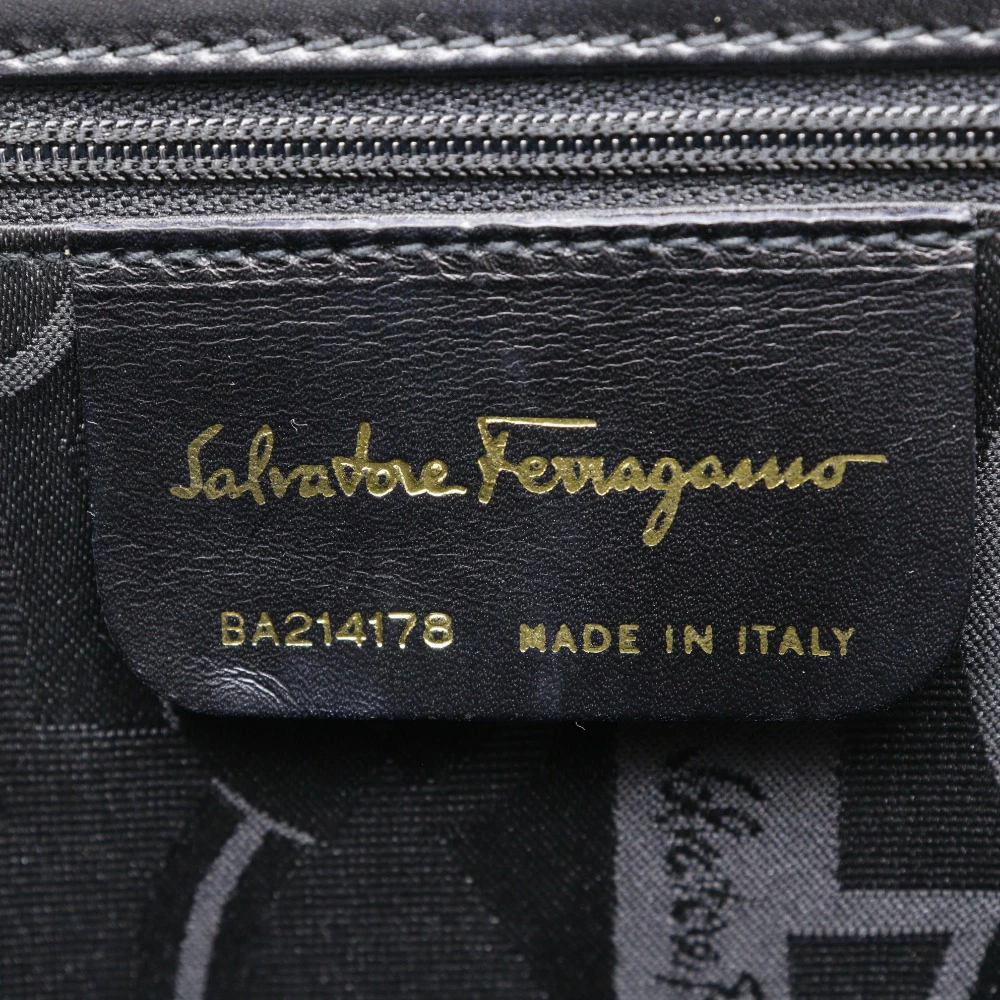 Salvatore Ferragamo
BA214178 MADE IN ITALY